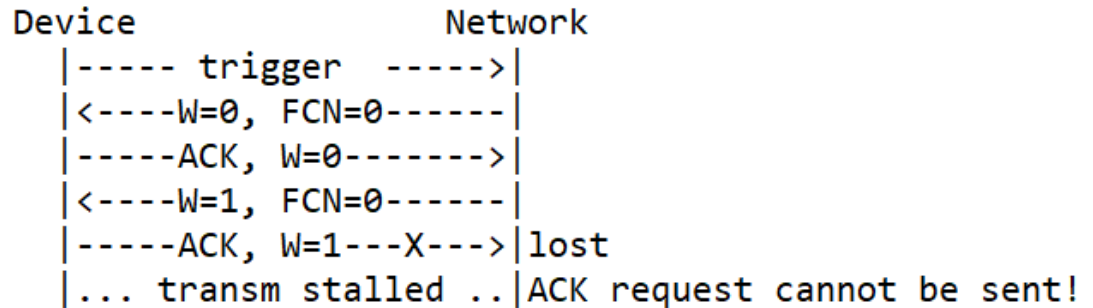 Device                    Network
   |----- trigger  ----->|
   |<----W=0, FCN=0------|
   |-----ACK, W=0------->|
   |<----W=1, FCN=0------|
   |-----ACK, W=1---X--->|lost
   |... transm stalled ..|ACK request cannot be sent!